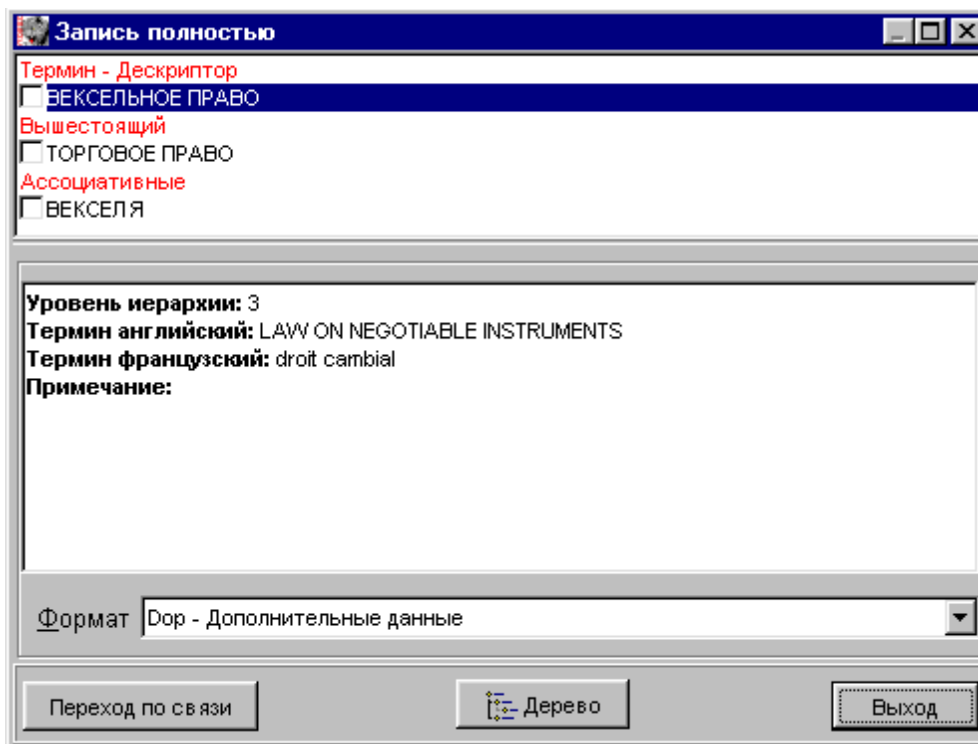 Запись полностью
Термин - Дескриптор
ВЕКСЕЛЬНОЕ ПРАВО
Вышестоящий
ТОРГОВОЕ ПРАВО
Ассоциативные
ВЕКСЕЛЯ
Уровень иерархии: 3
Термин английский: LAW ON NEGOTIABLE INSTRUMENTS
Термин французский: droit cambial
Примечание:
Формат Dop - Дополнительные данные
Переход по связи Дерево Выход